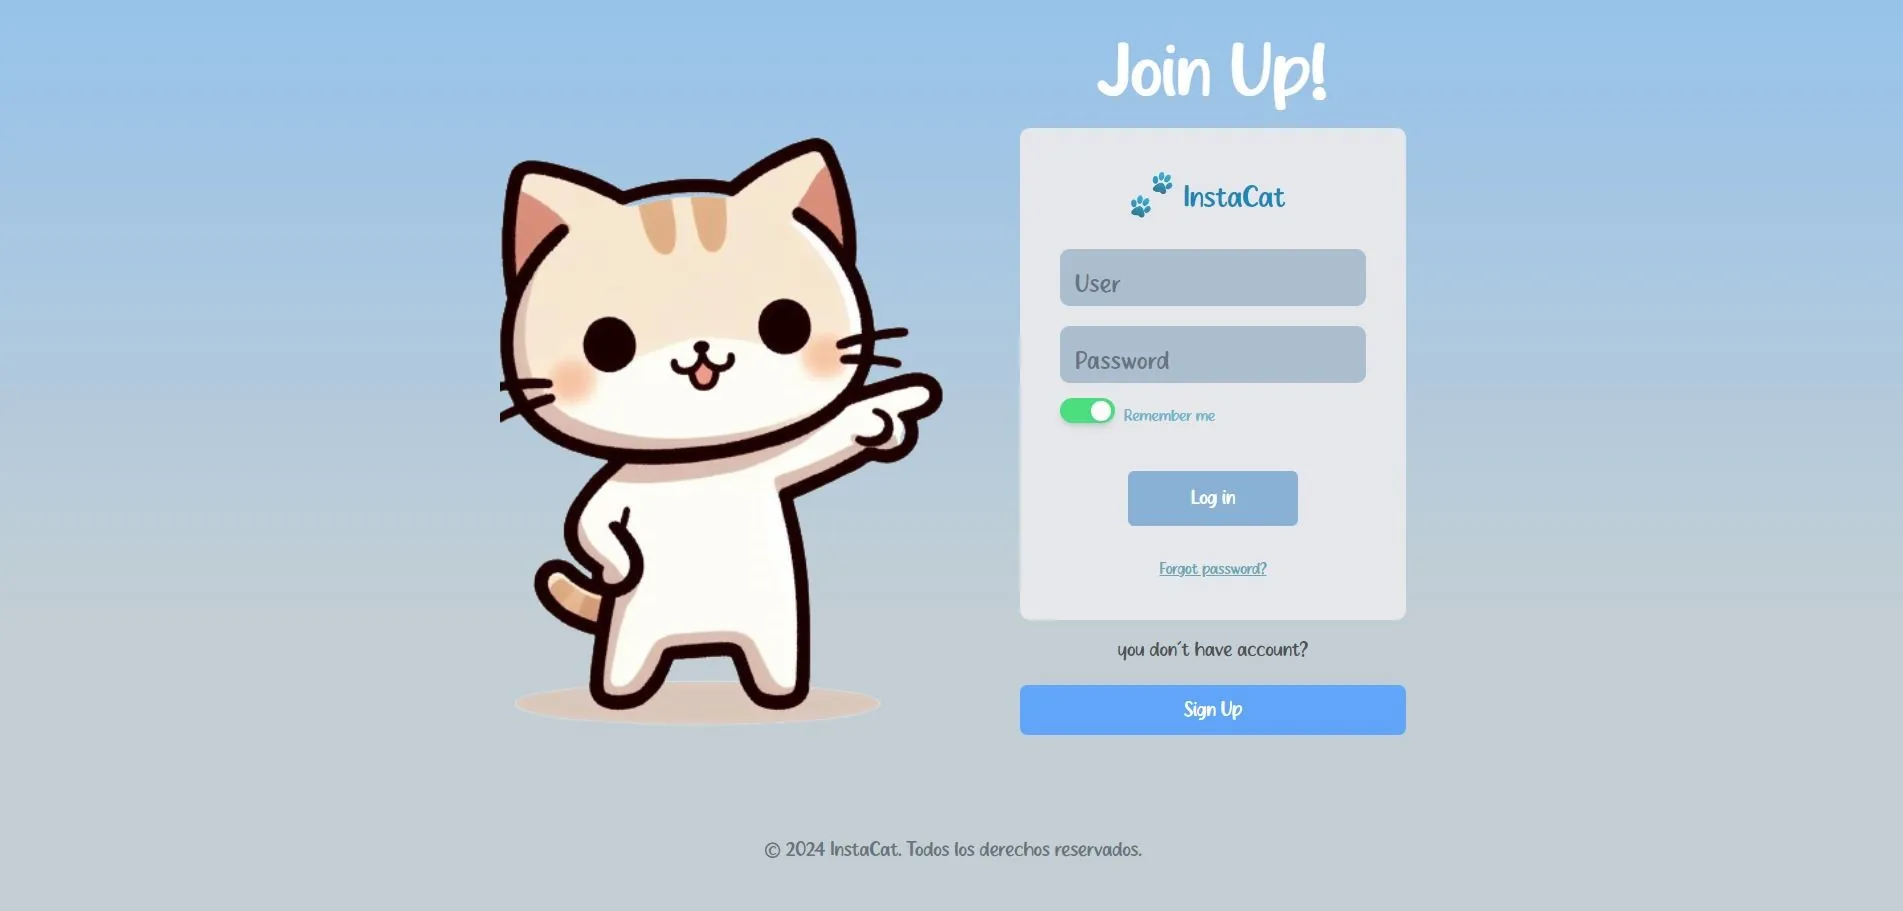 Join Up!
InstaCat
User
Password
Remember me
Log in
Forgot password?
you don´t have account?
Sign Up
© 2024 InstaCat. Todos los derechos reservados.